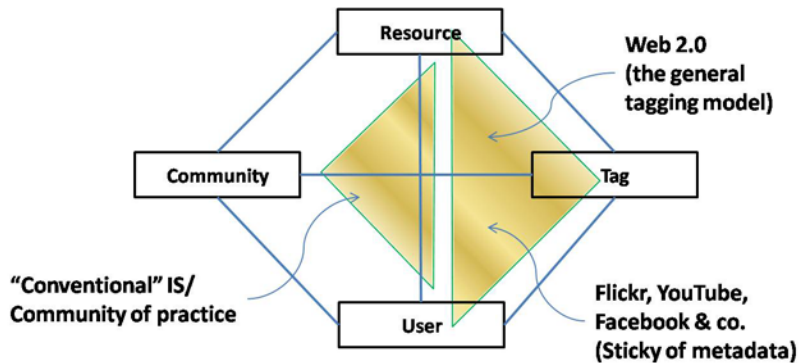 Resource
Web 2.0
(the general
tagging model)
Community
Tag
“Conventional” IS/
Community of practice
User
Flickr, YouTube,
Facebook & co.
(Sticky of metadata)